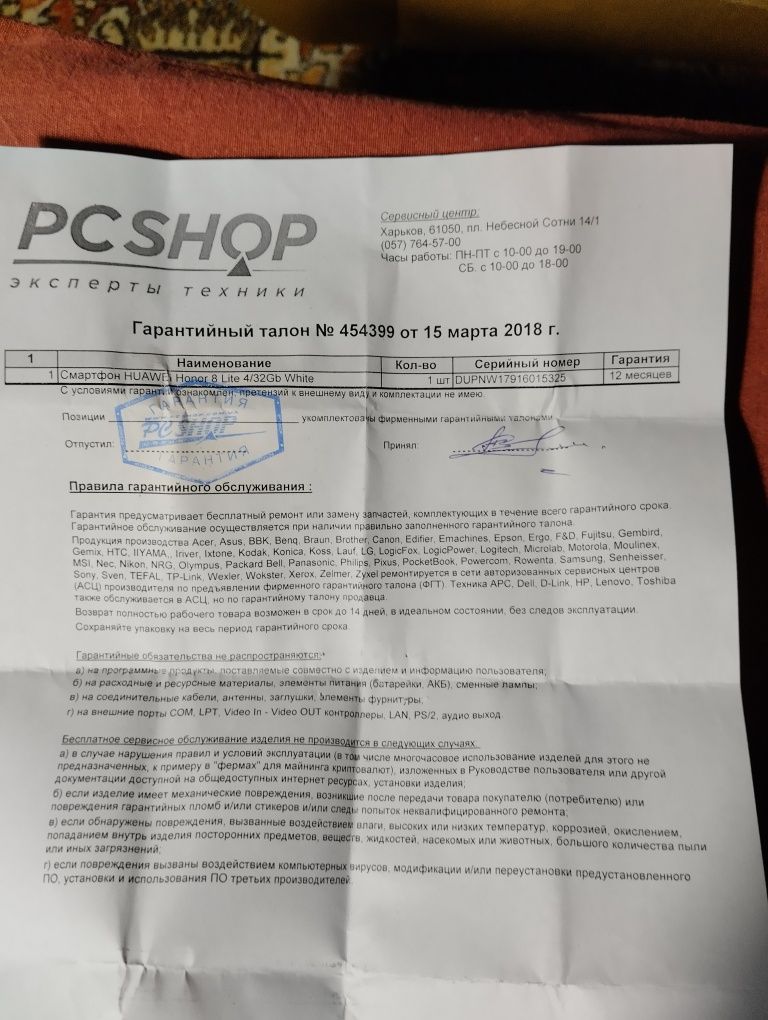 PCSHOP
эксперты техники
Сервисный центр:
Харьков, 61050, пл. Небесной Сотни 14/1
(057) 764-57-00
Часы работы: ПН-ПТ с 10-00 до 19-00
СБ. с 10-00 до 18-00
Гарантийный талон № 454399 от 15 марта 2018 г.
1 Наименование Кол-во Серийный номер Гарантия
1 Смартфон HUAWEI Honor 8 Lite 4/32Gb White 1 шт DUPNW17916015325 12 месяцев
С условиями гарантии ознакомлен, претензий к внешнему виду и комплектации не имею.
Позиции укомплектованы фирменными гарантийными талонами
ГАРАНТИЯ
PCSHOP
ГАРАНТИЯ
Отпустил: Принял:
Правила гарантийного обслуживания :
Гарантия предусматривает бесплатный ремонт или замену запчастей, комплектующих в течение всего гарантийного срока.
Гарантийное обслуживание осуществляется при наличии правильно заполненного гарантийного талона.
Продукция производства Acer, Asus, BBK, Benq, Braun, Brother, Canon, Edifier, Emachines, Epson, Ergo, F&D, Fujitsu, Gembird,
Gemix, HTC, IIYAMA,, Iriver, Ixtone, Kodak, Konica, Koss, Lauf, LG, LogicFox, LogicPower, Logitech, Microlab, Motorola, Moulinex,
MSI, Nec, Nikon, NRG, Olympus, Packard Bell, Panasonic, Philips, Pixus, PocketBook, Powercom, Rowenta, Samsung, Senheisser,
Sony, Sven, TEFAL, TP-Link, Wexler, Wokster, Xerox, Zelmer, Zyxel ремонтируется в сети авторизованных сервисных центров
(АСЦ) производителя по предъявлении фирменного гарантийного талона (ФГТ). Техника APC, Dell, D-Link, HP, Lenovo, Toshiba
также обслуживается в АСЦ, но по гарантийному талону продавца.
Возврат полностью рабочего товара возможен в срок до 14 дней, в идеальном состоянии, без следов эксплуатации.
Сохраняйте упаковку на весь период гарантийного срока.
Гарантийные обязательства не распространяются:
а) на программные продукты, поставляемые совместно с изделием и информацию пользователя;
б) на расходные и ресурсные материалы, элементы питания (батарейки, АКБ), сменные лампы;
в) на соединительные кабели, антенны, заглушки, элементы фурнитуры;
г) на внешние порты COM, LPT, Video In - Video OUT контроллеры, LAN, PS/2, аудио выход.
Бесплатное сервисное обслуживание изделия не производится в следующих случаях:
а) в случае нарушения правил и условий эксплуатации (в том числе многочасовое использование изделий для этого не
предназначенных, к примеру в "фермах" для майнинга криптовалют), изложенных в Руководстве пользователя или другой
документации доступной на общедоступных интернет ресурсах, установки изделия;
б) если изделие имеет механические повреждения, возникшие после передачи товара покупателю (потребителю) или
повреждения гарантийных пломб и/или стикеров и/или следы попыток неквалифицированного ремонта;
в) если обнаружены повреждения, вызванные воздействием влаги, высоких или низких температур, коррозией, окислением,
попаданием внутрь изделия посторонних предметов, веществ, жидкостей, насекомых или животных, большого количества пыли
или иных загрязнений;
г) если повреждения вызваны воздействием компьютерных вирусов, модификации и/или переустановки предустановленного
ПО, установки и использования ПО третьих производителей.